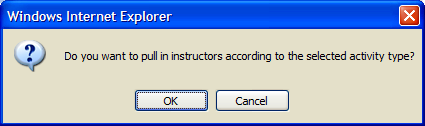 Windows Internet Explorer
Do you want to pull in instructors according to the selected activity type?
OK
Cancel